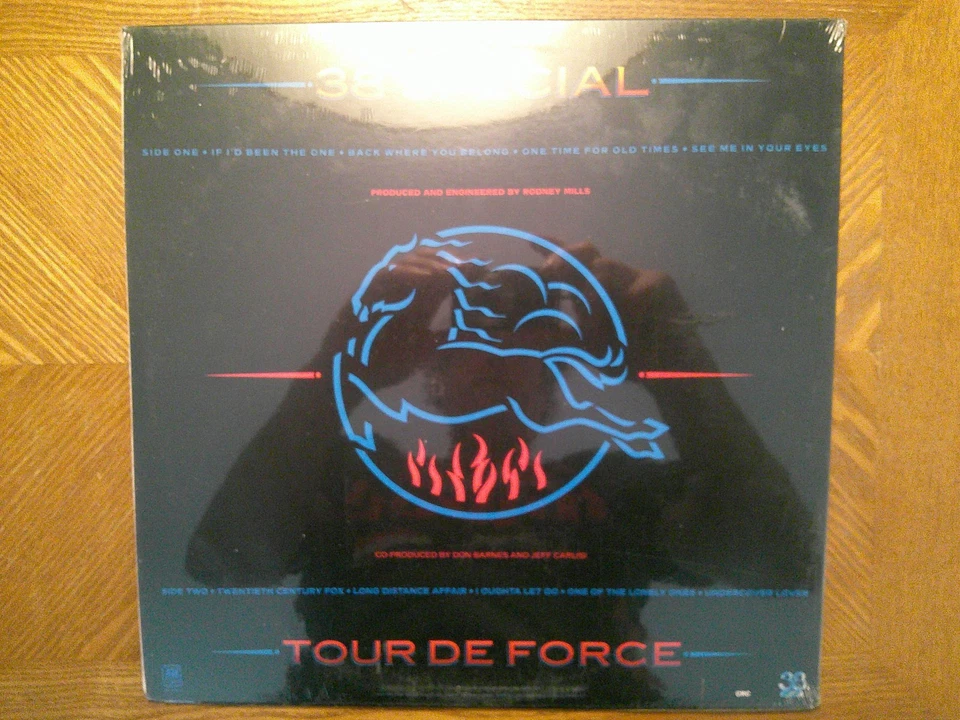 38 SPECIAL
SIDE ONE • IF I'D BEEN THE ONE • BACK WHERE YOU BELONG • ONE TIME FOR OLD TIMES • SEE ME IN YOUR EYES
PRODUCED AND ENGINEERED BY RODNEY MILLS
CO-PRODUCED BY DON BARNES AND JEFF CARLISI
SIDE TWO • TWENTIETH CENTURY FOX • LONG DISTANCE AFFAIR • I OUGHTA LET GO • ONE OF THE LONELY ONES • UNDERCOVER LOVER
TOUR DE FORCE
38